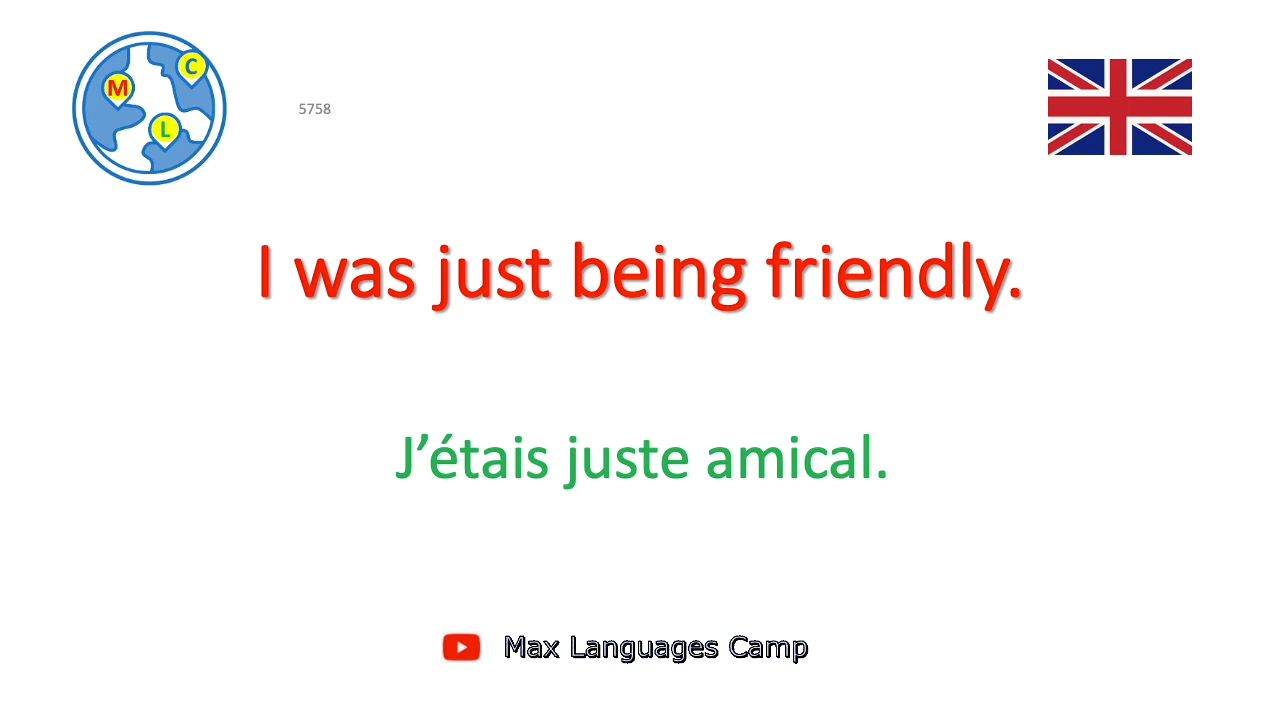 M
C
L
5758
I was just being friendly.
J’étais juste amical.
Max Languages Camp